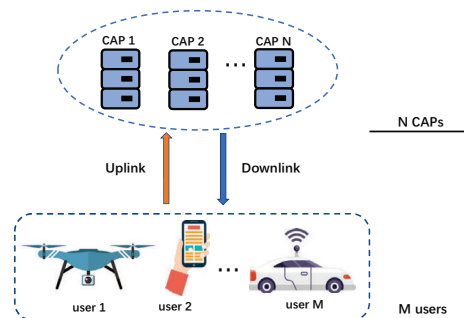 CAP 1 CAP 2 ... CAP N
N CAPs
Uplink Downlink
user 1 user 2 ... user M
M users